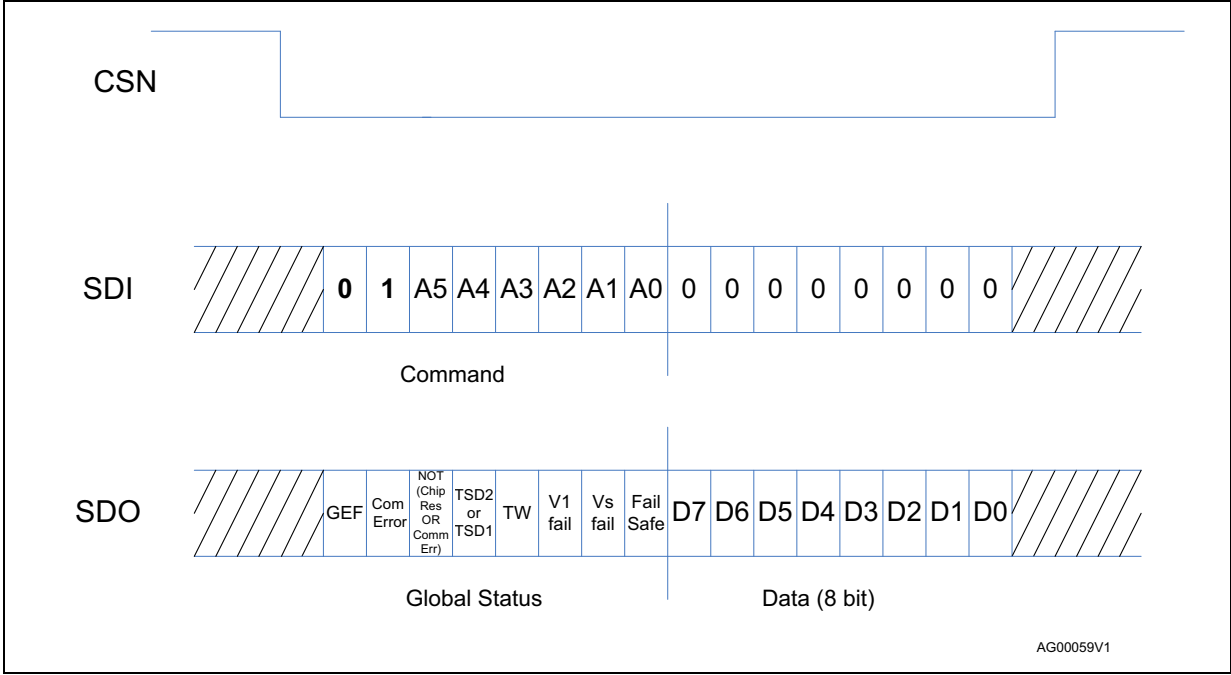 CSN
SDI
0 1 A5 A4 A3 A2 A1 A0 0 0 0 0 0 0 0 0
Command
SDO
GEF
Com
Error
NOT
(Chip
Res
OR
Comm
Err)
TSD2
or
TSD1
TW
V1
fail
Vs
fail
Fail
Safe
D7 D6 D5 D4 D3 D2 D1 D0
Global Status
Data (8 bit)
AG00059V1